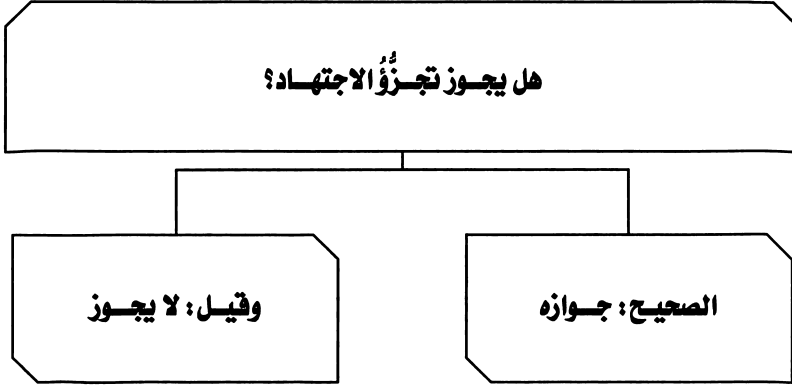 هل يجوز تجزُّؤُ الاجتهاد؟
الصحيح: جوازه
وقيل: لا يجوز